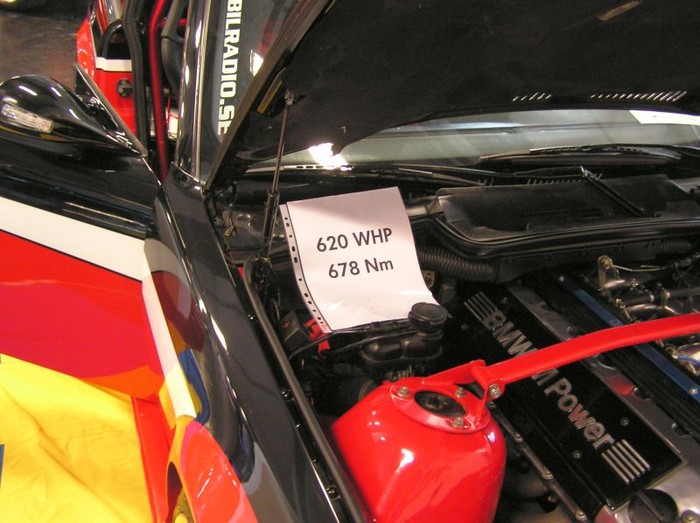 BILRADIO.SE
620 WHP
678 Nm
BMW M Power